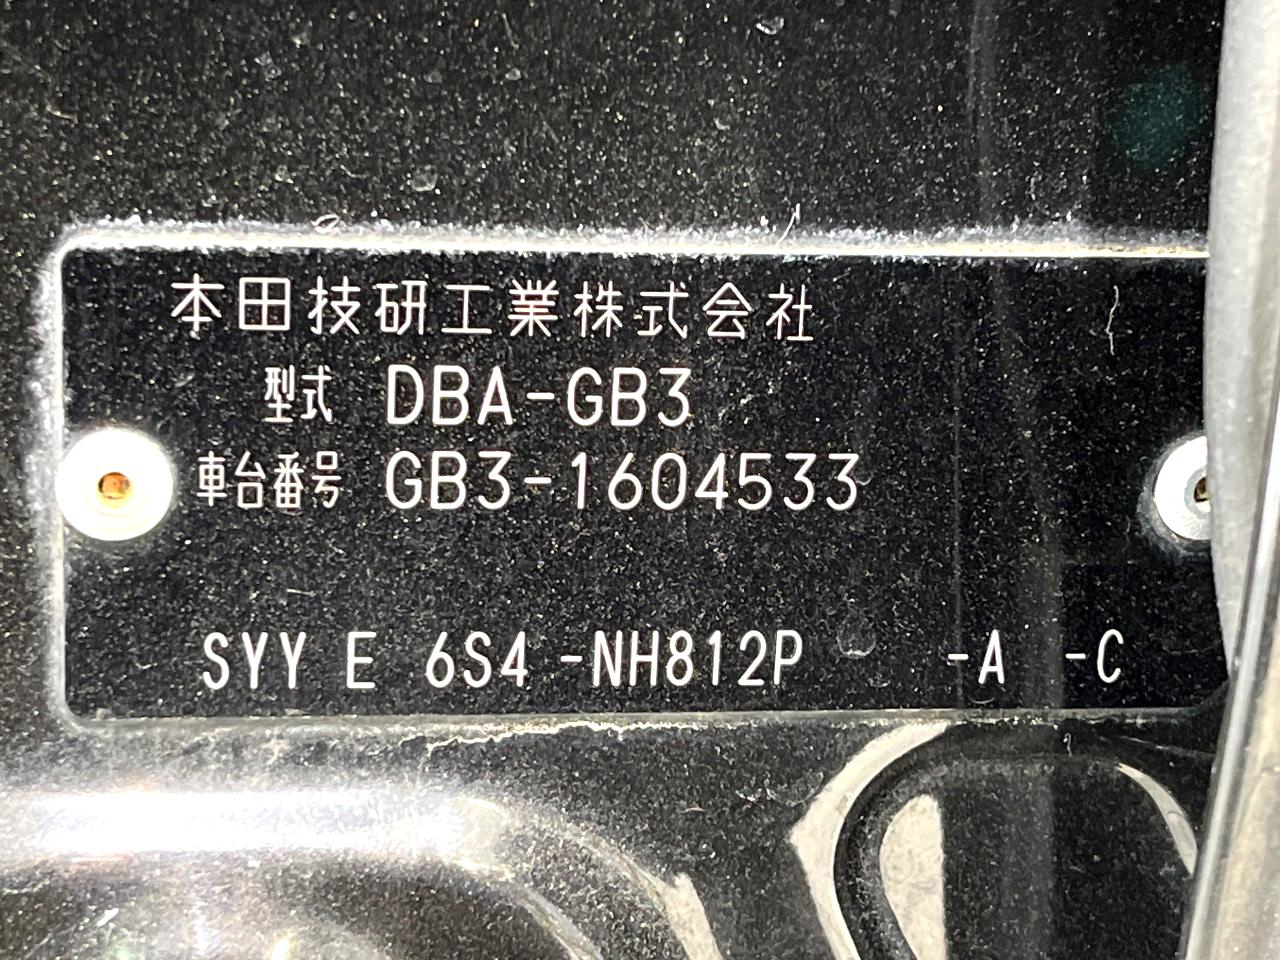 本田技研工業株式会社
型式 DBA-GB3
車台番号 GB3-1604533
SYY E 6S4 -NH812P -A -C